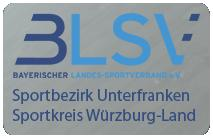 BLSV
BAYERISCHER LANDES-SPORTVERBAND e.V.
Sportbezirk Unterfranken
Sportkreis Würzburg-Land